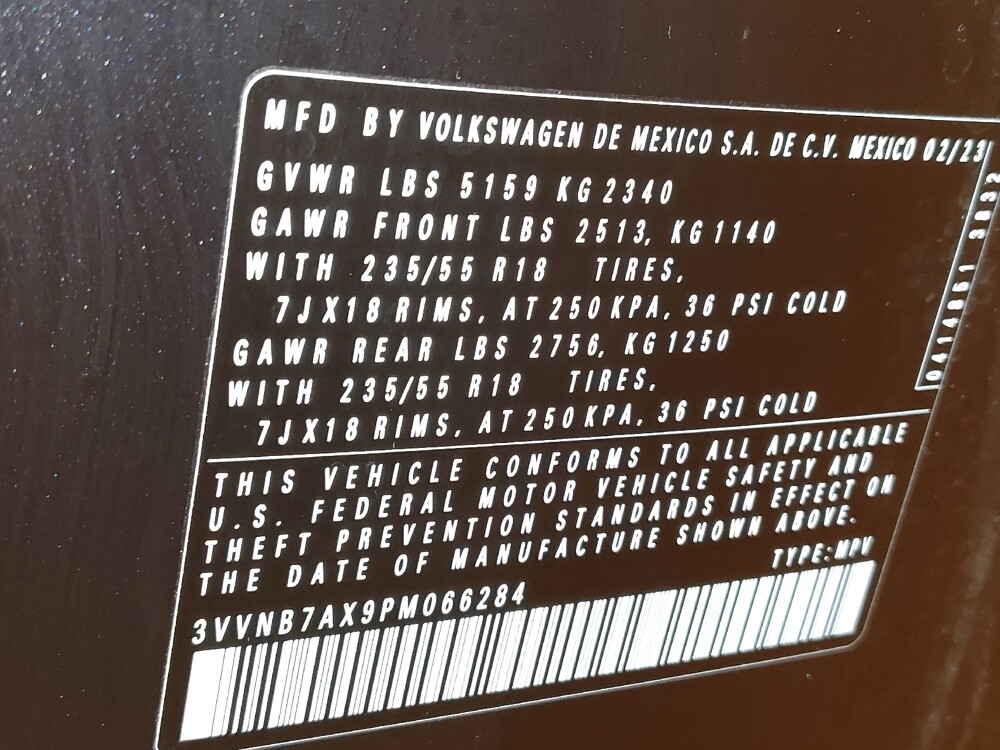 MFD BY VOLKSWAGEN DE MEXICO S.A. DE C.V. MEXICO 02/23
GVWR LBS 5159 KG 2340
GAWR FRONT LBS 2513, KG 1140
WITH 235/55 R18 TIRES,
7JX18 RIMS, AT 250 KPA, 36 PSI COLD
GAWR REAR LBS 2756, KG 1250
WITH 235/55 R18 TIRES,
7JX18 RIMS, AT 250 KPA, 36 PSI COLD
THIS VEHICLE CONFORMS TO ALL APPLICABLE
U.S. FEDERAL MOTOR VEHICLE SAFETY AND
THEFT PREVENTION STANDARDS IN EFFECT ON
THE DATE OF MANUFACTURE SHOWN ABOVE.
TYPE:MPV
3VVNB7AX9PM066284